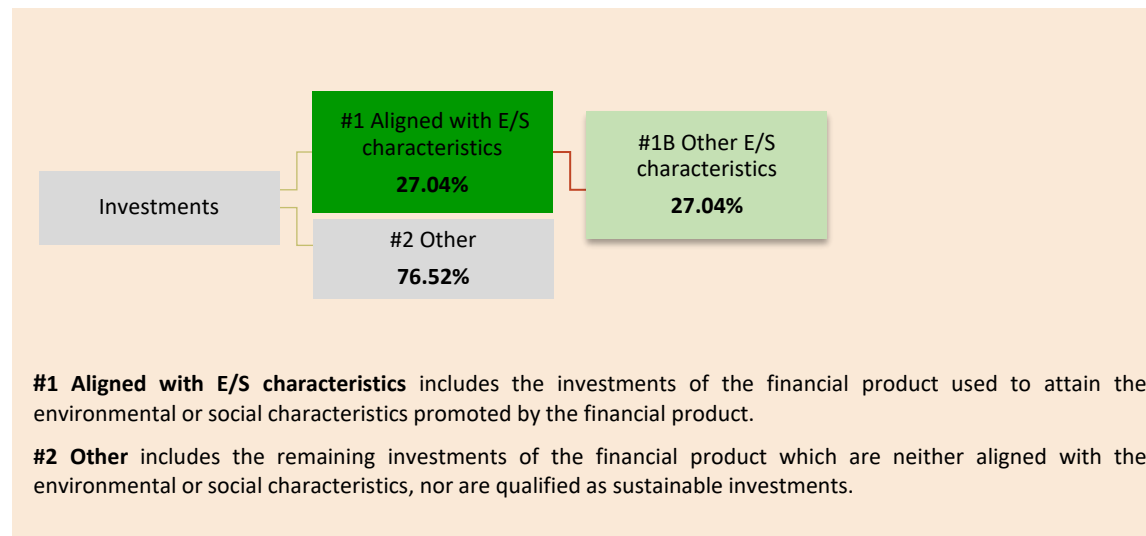 Investments
#1 Aligned with E/S
characteristics
27.04%
#2 Other
76.52%
#1B Other E/S
characteristics
27.04%
#1 Aligned with E/S characteristics includes the investments of the financial product used to attain the
environmental or social characteristics promoted by the financial product.
#2 Other includes the remaining investments of the financial product which are neither aligned with the
environmental or social characteristics, nor are qualified as sustainable investments.